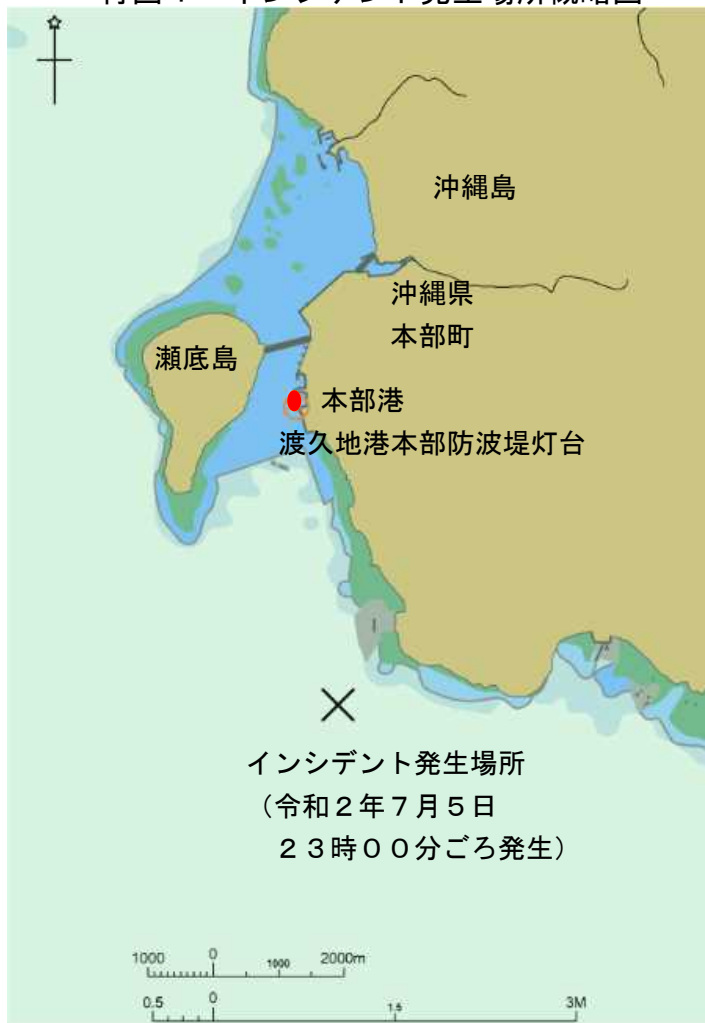 沖縄島
沖縄県
本部町
瀬底島
本部港
渡久地港本部防波堤灯台
インシデント発生場所
（令和２年７月５日
２３時００分ごろ発生）
1000 0 1000 2000m
0.5 0 1.5 3M